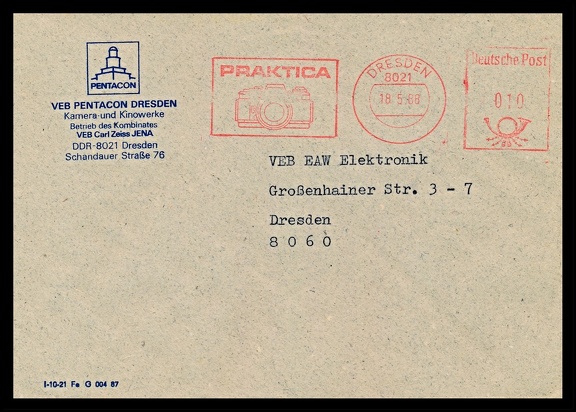 PENTACON
VEB PENTACON DRESDEN
Kamera-und Kinowerke
Betrieb des Kombinates
VEB Carl Zeiss JENA
DDR-8021 Dresden
Schandauer Straße 76
PRAKTICA
DRESDEN
8021
18.5.88
Deutsche Post
010
VEB EAW Elektronik
Großenhainer Str. 3 - 7
Dresden
8060
I-10-21 Fe G 004 87